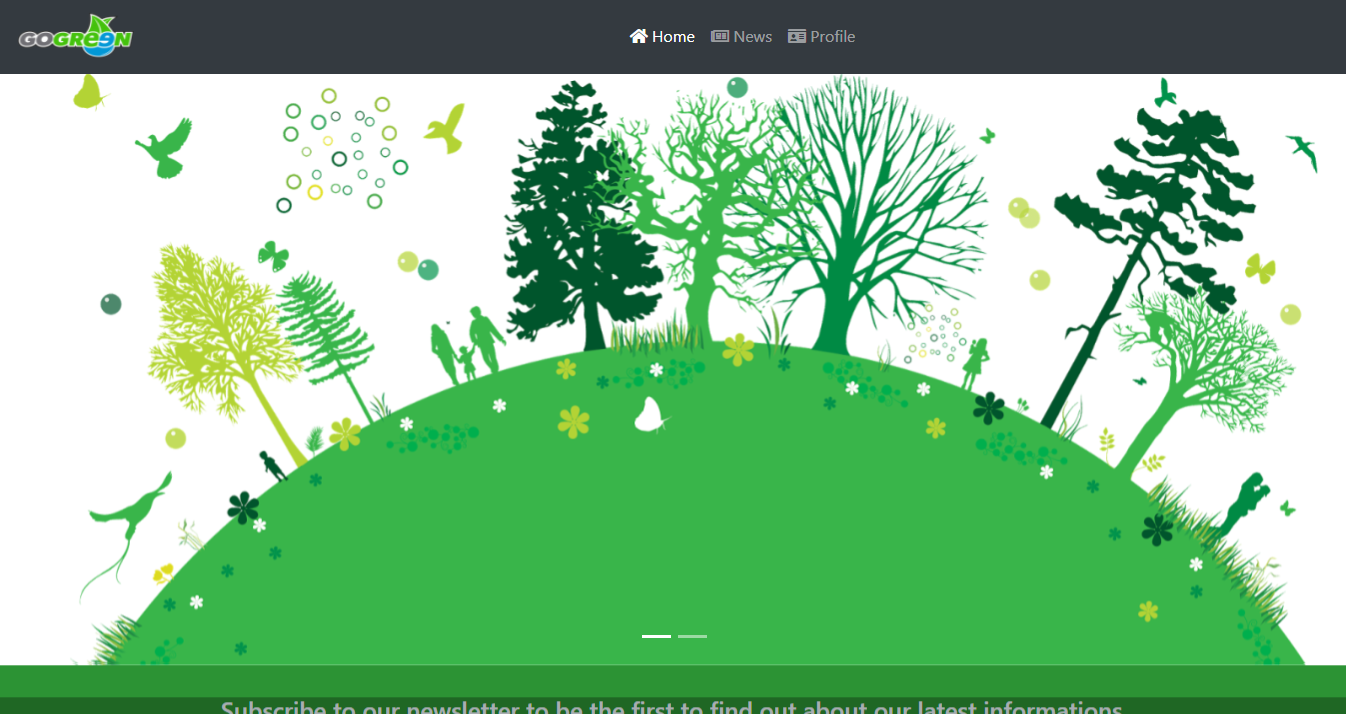 GOGREEN
Home News Profile
Subscribe to our newsletter to be the first to find out about our latest informations